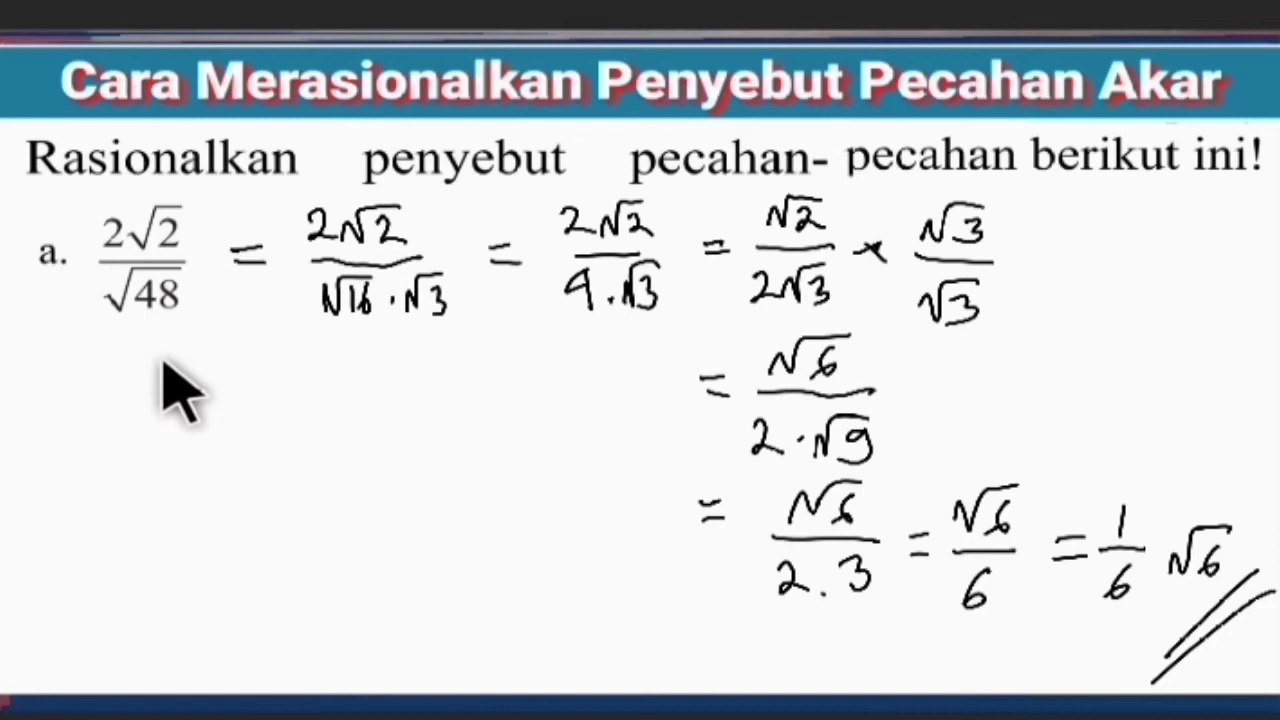 Cara Merasionalkan Penyebut Pecahan Akar
Rasionalkan penyebut pecahan- pecahan berikut ini!
a. 2√2/√48 = 2√2/√16 · √3 = 2√2/4 . √3 = √2/2√3 × √3/√3
= √6/2 · √9
= √6/2 . 3 = √6/6 = 1/6 √6